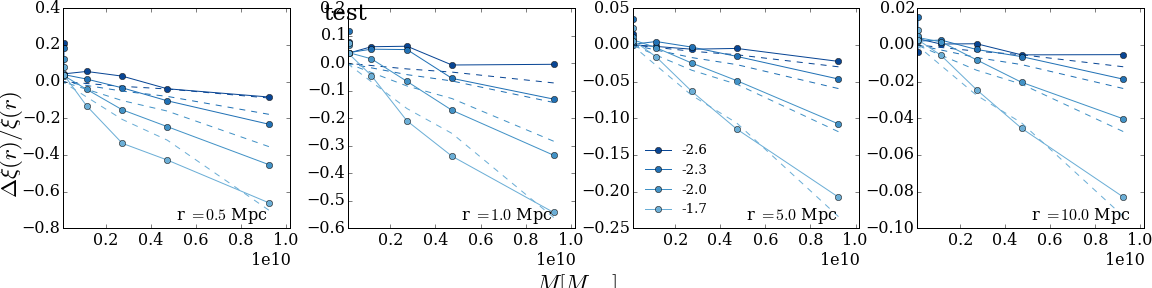 test
Δξ(r)/ξ(r)
0.4
0.2
0.0
−0.2
−0.4
−0.6
−0.8
0.2 0.4 0.6 0.8 1.0
1e10
r =0.5 Mpc
0.2
0.1
0.0
−0.1
−0.2
−0.3
−0.4
−0.5
−0.6
0.2 0.4 0.6 0.8 1.0
1e10
r =1.0 Mpc
0.05
0.00
−0.05
−0.10
−0.15
−0.20
−0.25
0.2 0.4 0.6 0.8 1.0
1e10
-2.6
-2.3
-2.0
-1.7
r =5.0 Mpc
0.04
0.02
0.00
−0.02
−0.04
−0.06
−0.08
−0.10
0.2 0.4 0.6 0.8 1.0
1e10
r =10.0 Mpc
M[M